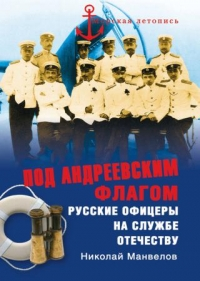 летопись
ПОД АНДРЕЕВСКИМ
ФЛАГОМ
РУССКИЕ ОФИЦЕРЫ
НА СЛУЖБЕ
ОТЕЧЕСТВУ
Николай Манвелов